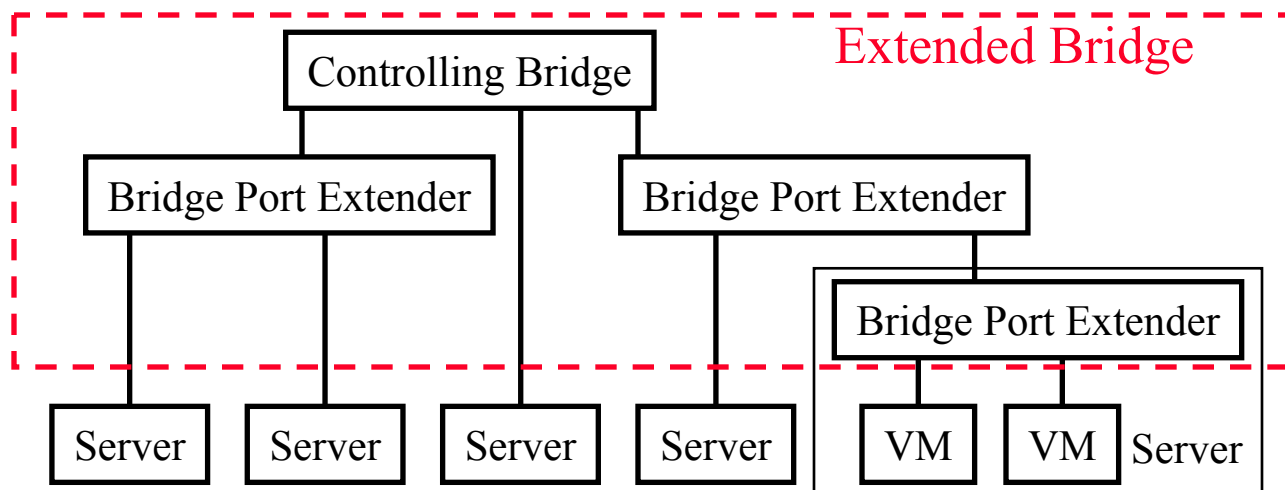 Extended Bridge
Controlling Bridge
Bridge Port Extender
Bridge Port Extender
Bridge Port Extender
Server
Server
Server
Server
VM
VM
Server